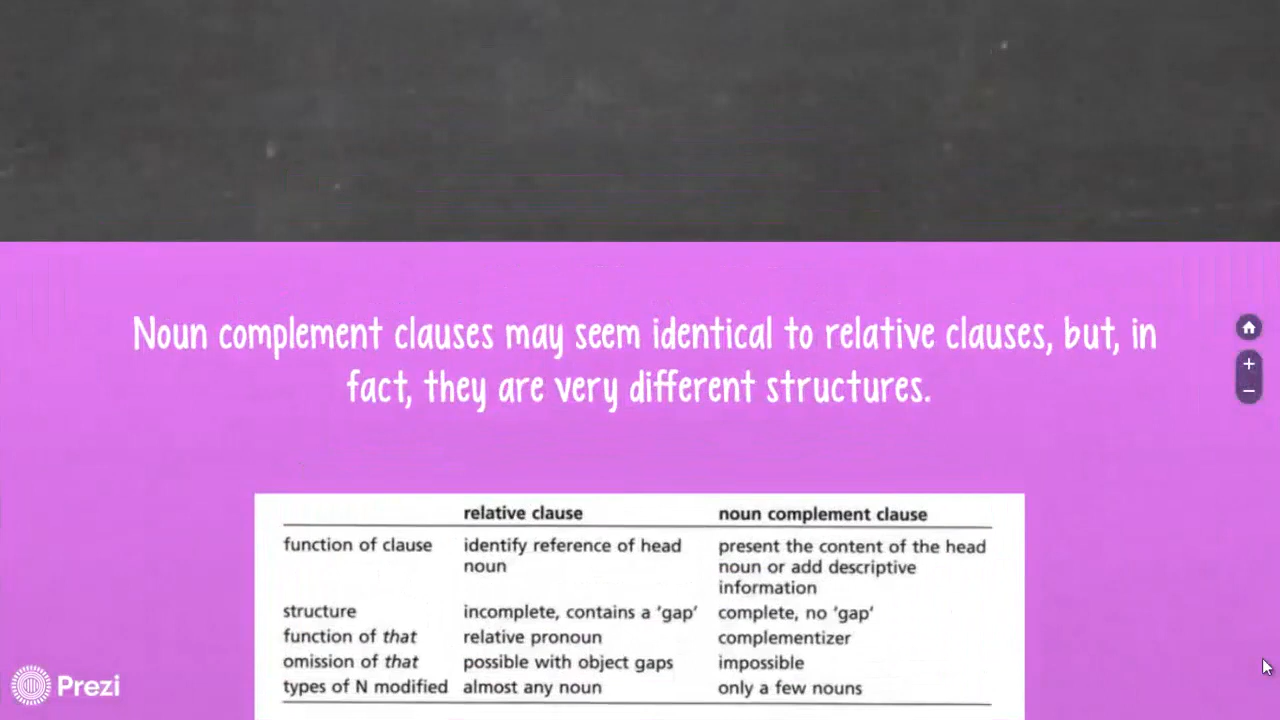 Noun complement clauses may seem identical to relative clauses, but, in
fact, they are very different structures.
relative clause noun complement clause
function of clause identify reference of head present the content of the head
noun noun or add descriptive
information
structure incomplete, contains a 'gap' complete, no 'gap'
function of that relative pronoun complementizer
omission of that possible with object gaps impossible
types of N modified almost any noun only a few nouns
Prezi